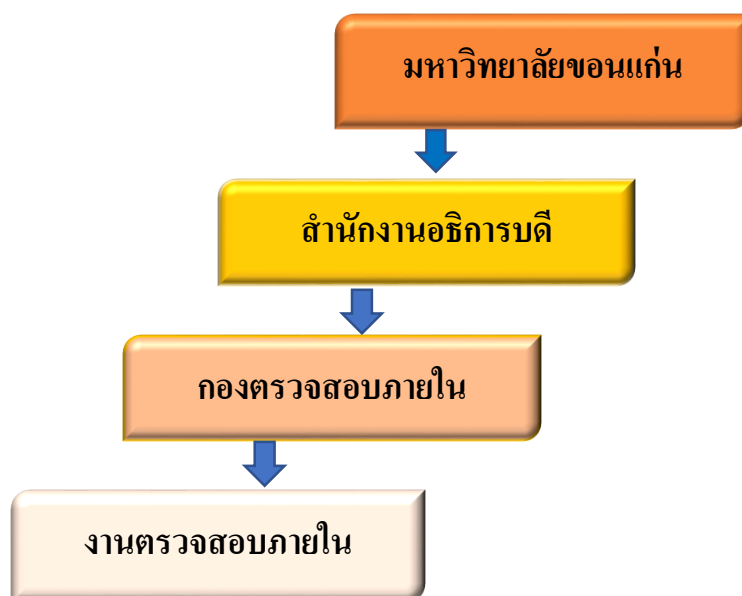 มหาวิทยาลัยขอนแก่น
สำนักงานอธิการบดี
กองตรวจสอบภายใน
งานตรวจสอบภายใน